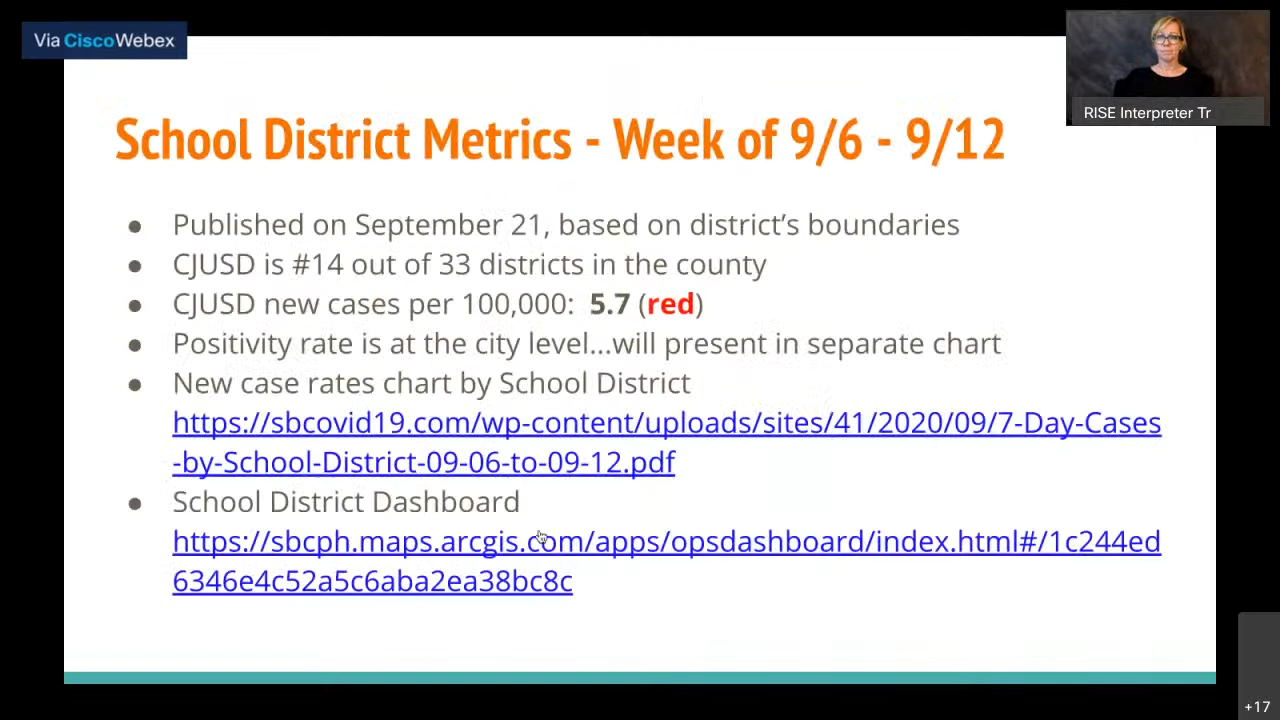 Via CiscoWebex
RISE Interpreter Tr
School District Metrics - Week of 9/6 - 9/12
● Published on September 21, based on district's boundaries
● CJUSD is #14 out of 33 districts in the county
● CJUSD new cases per 100,000: 5.7 (red)
● Positivity rate is at the city level...will present in separate chart
● New case rates chart by School District
https://sbcovid19.com/wp-content/uploads/sites/41/2020/09/7-Day-Cases
-by-School-District-09-06-to-09-12.pdf
● School District Dashboard
https://sbcph.maps.arcgis.com/apps/opsdashboard/index.html#/1c244ed
6346e4c52a5c6aba2ea38bc8c
+17